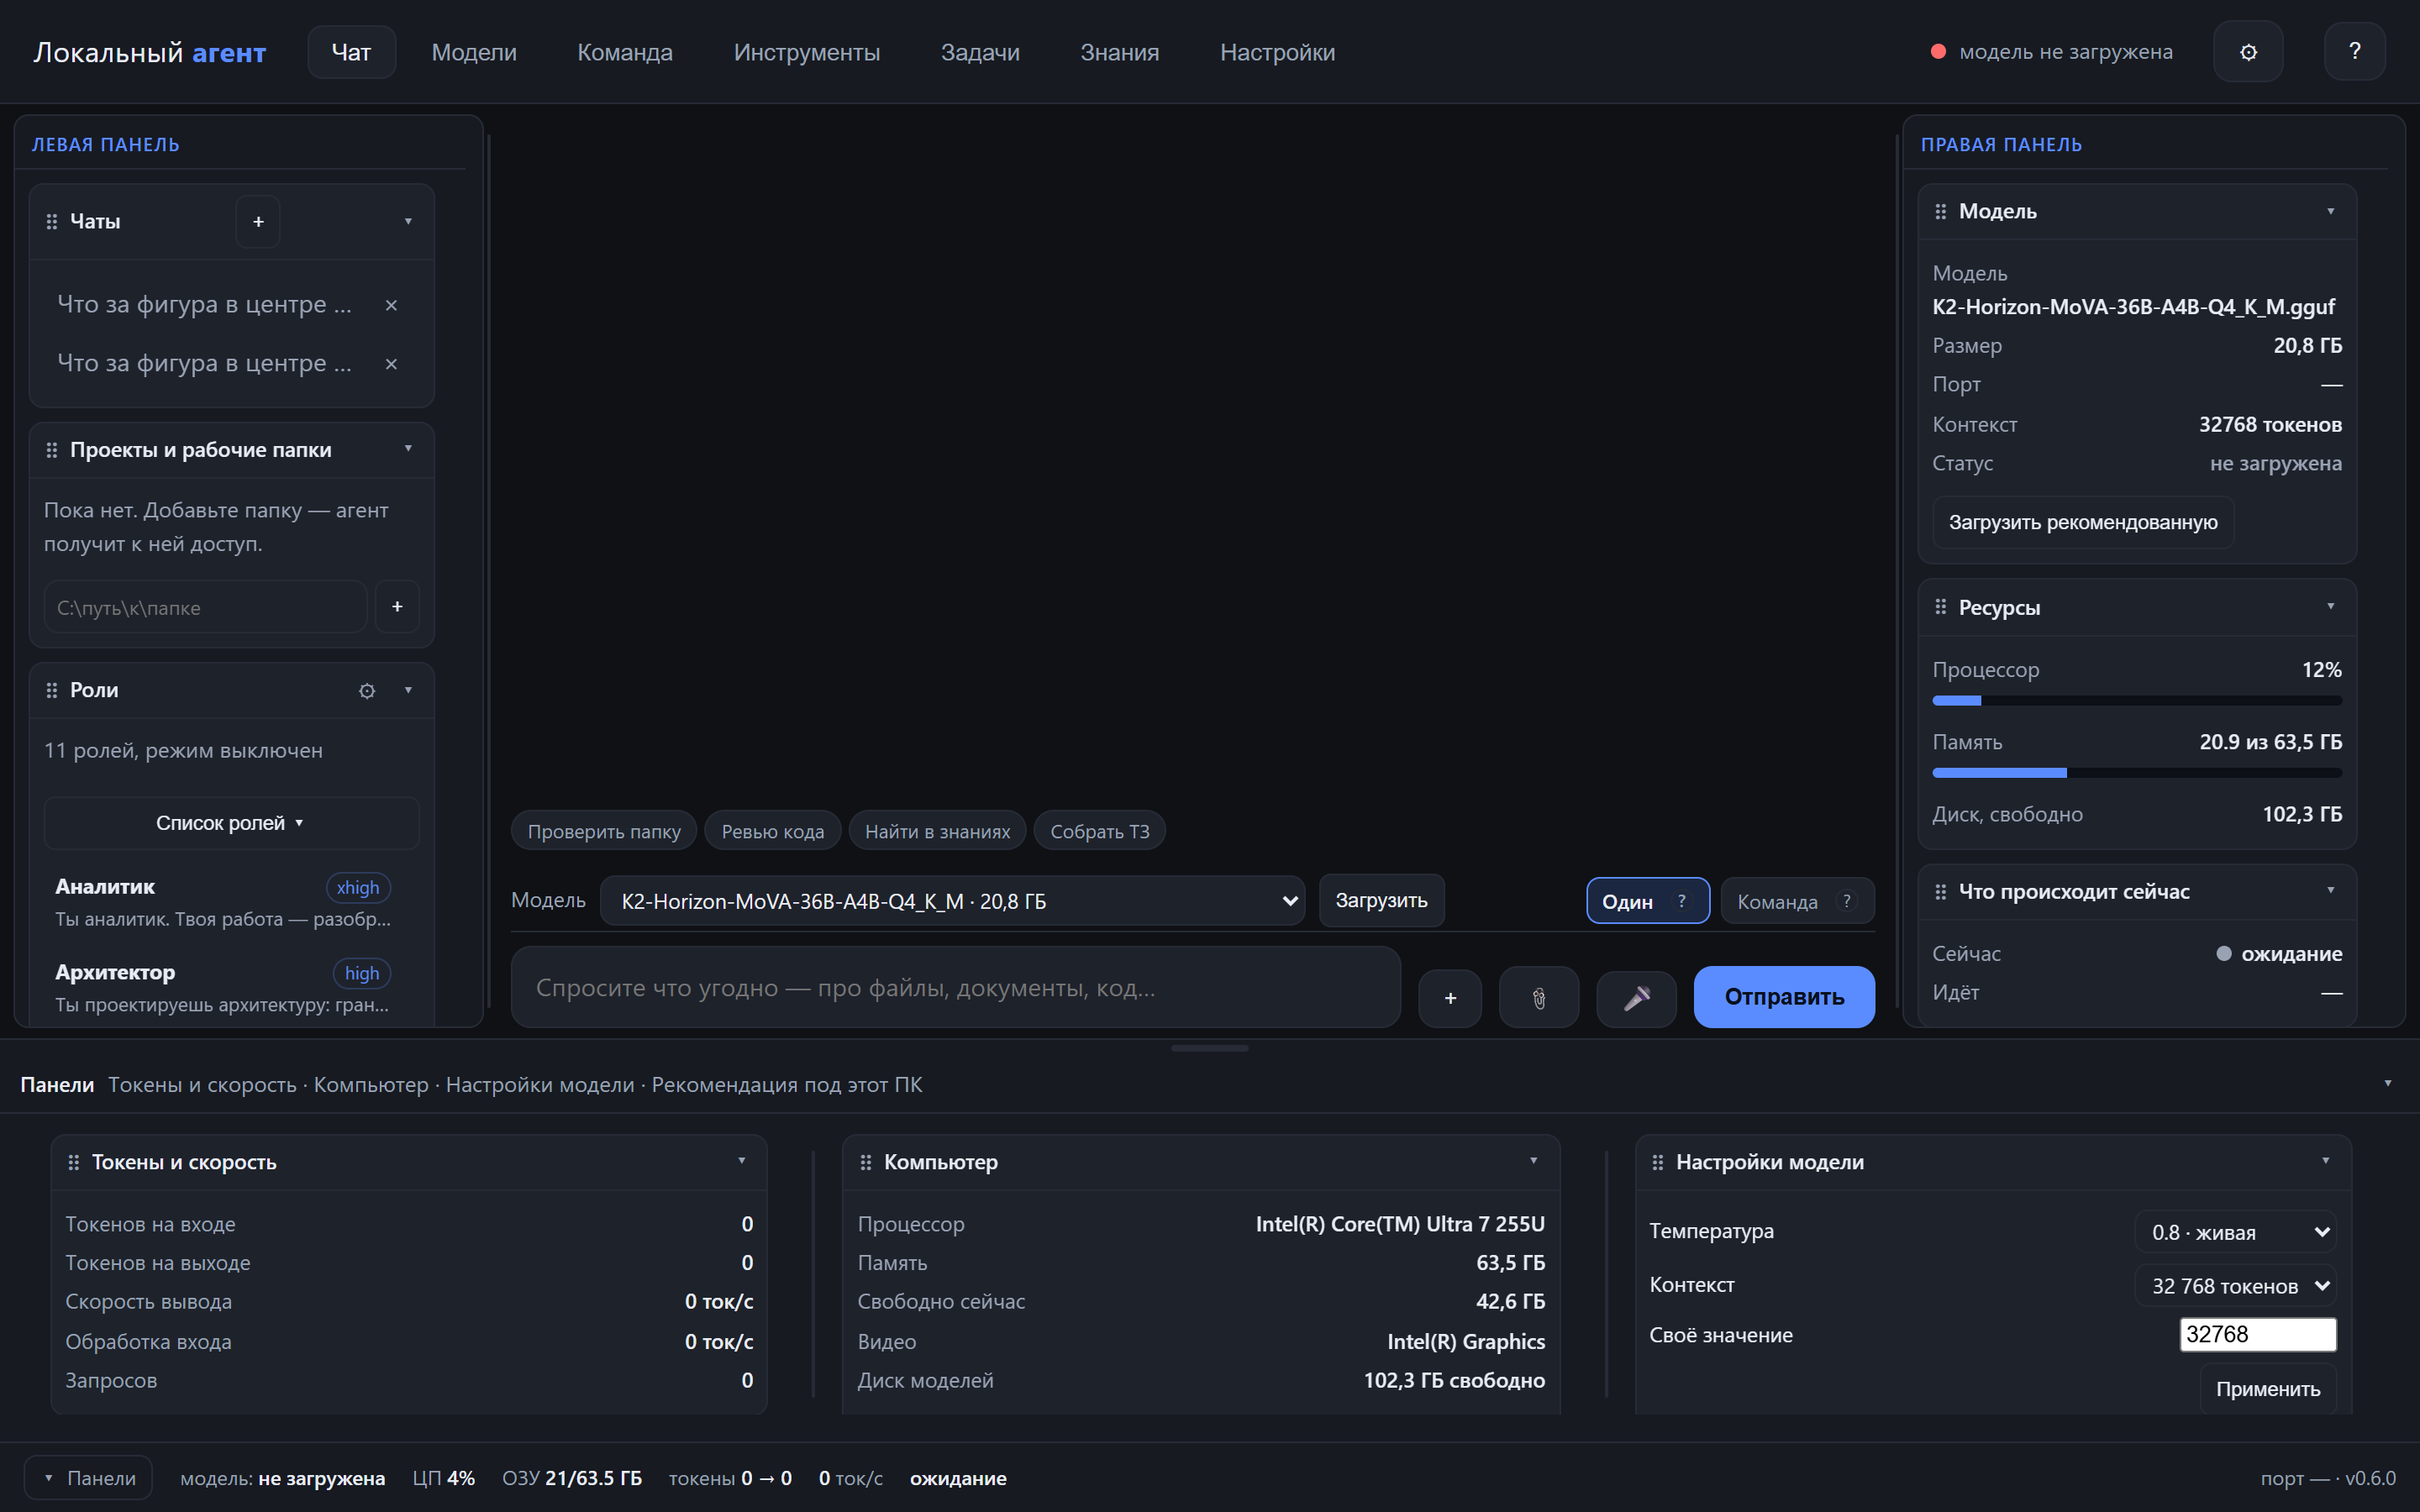 Локальный агент
Чат
Модели
Команда
Инструменты
Задачи
Знания
Настройки
модель не загружена
?
ЛЕВАЯ ПАНЕЛЬ
Чаты
+
Что за фигура в центре ...
×
Что за фигура в центре ...
×
Проекты и рабочие папки
Пока нет. Добавьте папку — агент
получит к ней доступ.
C:\путь\к\папке
+
Роли
11 ролей, режим выключен
Список ролей
Аналитик xhigh
Ты аналитик. Твоя работа — разобр...
Архитектор high
Ты проектируешь архитектуру: гран...
Проверить папку
Ревью кода
Найти в знаниях
Собрать ТЗ
Модель
K2-Horizon-MoVA-36B-A4B-Q4_K_M · 20,8 ГБ
Загрузить
Один ?
Команда ?
Спросите что угодно — про файлы, документы, код...
+
Отправить
ПРАВАЯ ПАНЕЛЬ
Модель
Модель
K2-Horizon-MoVA-36B-A4B-Q4_K_M.gguf
Размер 20,8 ГБ
Порт —
Контекст 32768 токенов
Статус не загружена
Загрузить рекомендованную
Ресурсы
Процессор 12%
Память 20.9 из 63,5 ГБ
Диск, свободно 102,3 ГБ
Что происходит сейчас
Сейчас ожидание
Идёт —
Панели Токены и скорость · Компьютер · Настройки модели · Рекомендация под этот ПК
Токены и скорость
Токенов на входе 0
Токенов на выходе 0
Скорость вывода 0 ток/с
Обработка входа 0 ток/с
Запросов 0
Компьютер
Процессор Intel(R) Core(TM) Ultra 7 255U
Память 63,5 ГБ
Свободно сейчас 42,6 ГБ
Видео Intel(R) Graphics
Диск моделей 102,3 ГБ свободно
Настройки модели
Температура 0.8 · живая
Контекст 32 768 токенов
Своё значение 32768
Применить
Панели
модель: не загружена
ЦП 4%
ОЗУ 21/63.5 ГБ
токены 0 → 0
0 ток/с
ожидание
порт — · v0.6.0